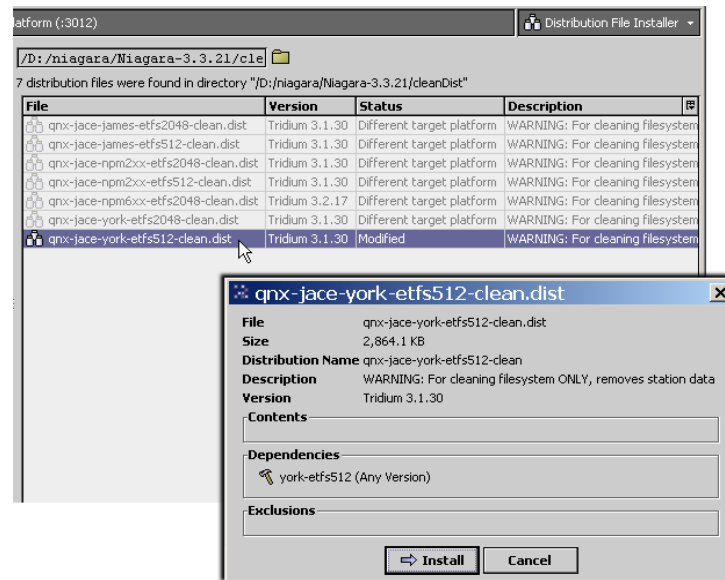 latform (:3012) Distribution File Installer
/D:/niagara/Niagara-3.3.21/cle
7 distribution files were found in directory "/D:/niagara/Niagara-3.3.21/cleanDist"
File Version Status Description
qnx-jace-james-etfs2048-clean.dist Tridium 3.1.30 Different target platform WARNING: For cleaning filesystem
qnx-jace-james-etfs512-clean.dist Tridium 3.1.30 Different target platform WARNING: For cleaning filesystem
qnx-jace-npm2xx-etfs2048-clean.dist Tridium 3.1.30 Different target platform WARNING: For cleaning filesystem
qnx-jace-npm2xx-etfs512-clean.dist Tridium 3.1.30 Different target platform WARNING: For cleaning filesystem
qnx-jace-npm6xx-etfs2048-clean.dist Tridium 3.2.17 Different target platform WARNING: For cleaning filesystem
qnx-jace-york-etfs2048-clean.dist Tridium 3.1.30 Different target platform WARNING: For cleaning filesystem
qnx-jace-york-etfs512-clean.dist Tridium 3.1.30 Modified WARNING: For cleaning filesystem
qnx-jace-york-etfs512-clean.dist
File qnx-jace-york-etfs512-clean.dist
Size 2,864.1 KB
Distribution Name qnx-jace-york-etfs512-clean
Description WARNING: For cleaning filesystem ONLY, removes station data
Version Tridium 3.1.30
Contents
Dependencies
york-etfs512 (Any Version)
Exclusions
Install Cancel